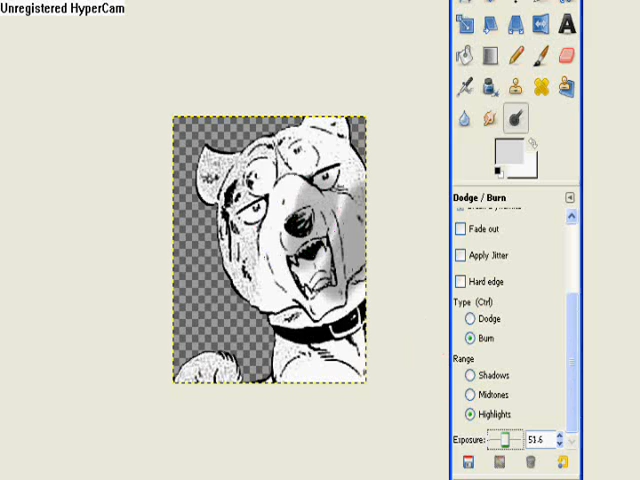 Unregistered HyperCam
Dodge / Burn
Fade out
Apply Jitter
Hard edge
Type (Ctrl)
Dodge
Burn
Range
Shadows
Midtones
Highlights
Exposure: 51.6